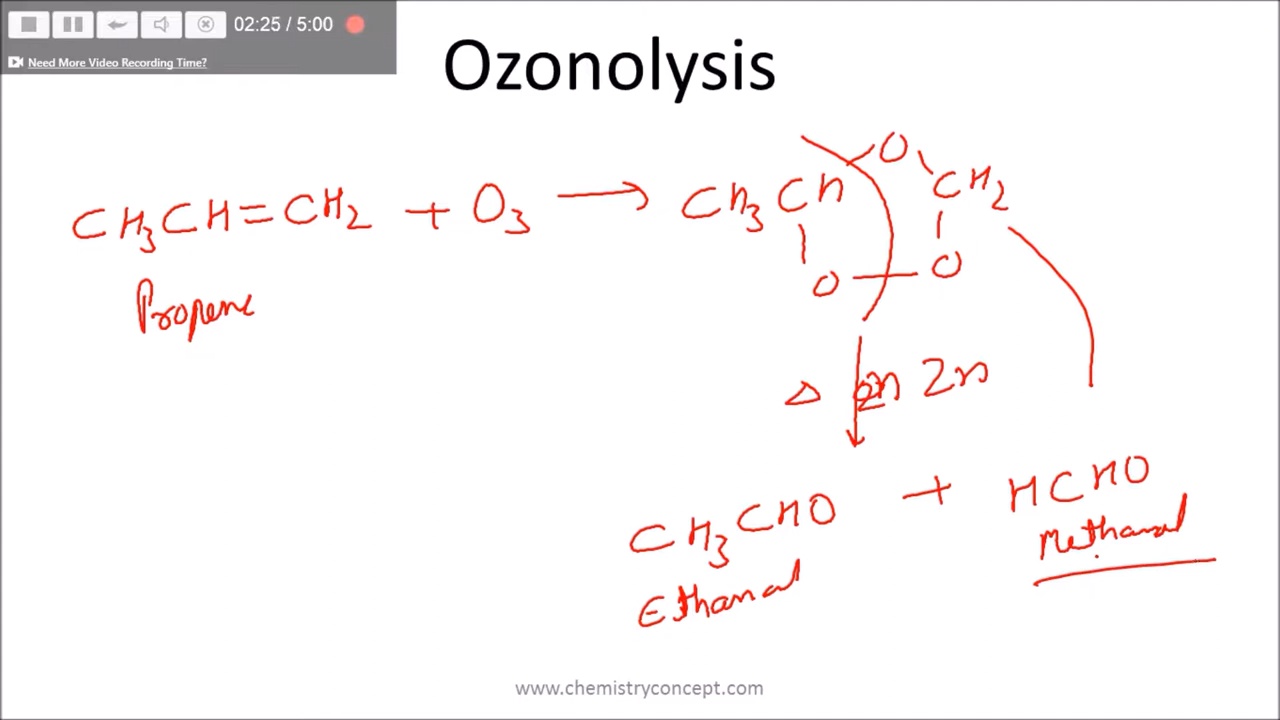 02:25 / 5:00
Need More Video Recording Time?
Ozonolysis
CH₃CH=CH₂ + O₃ → CH₃CH O CH₂
O — O
Propene
Δ Zn Zn
CH₃CHO + HCHO
Ethanal Methanal
www.chemistryconcept.com